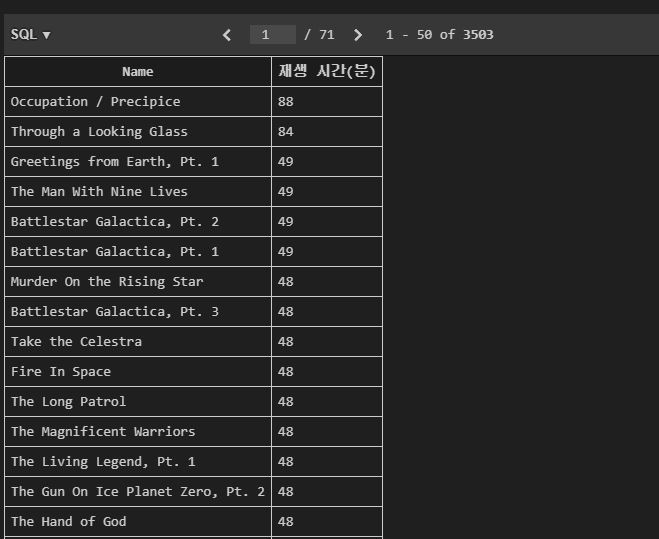 SQL ▼ < 1 / 71 > 1 - 50 of 3503
Name 재생 시간(분)
Occupation / Precipice 88
Through a Looking Glass 84
Greetings from Earth, Pt. 1 49
The Man With Nine Lives 49
Battlestar Galactica, Pt. 2 49
Battlestar Galactica, Pt. 1 49
Murder On the Rising Star 48
Battlestar Galactica, Pt. 3 48
Take the Celestra 48
Fire In Space 48
The Long Patrol 48
The Magnificent Warriors 48
The Living Legend, Pt. 1 48
The Gun On Ice Planet Zero, Pt. 2 48
The Hand of God 48